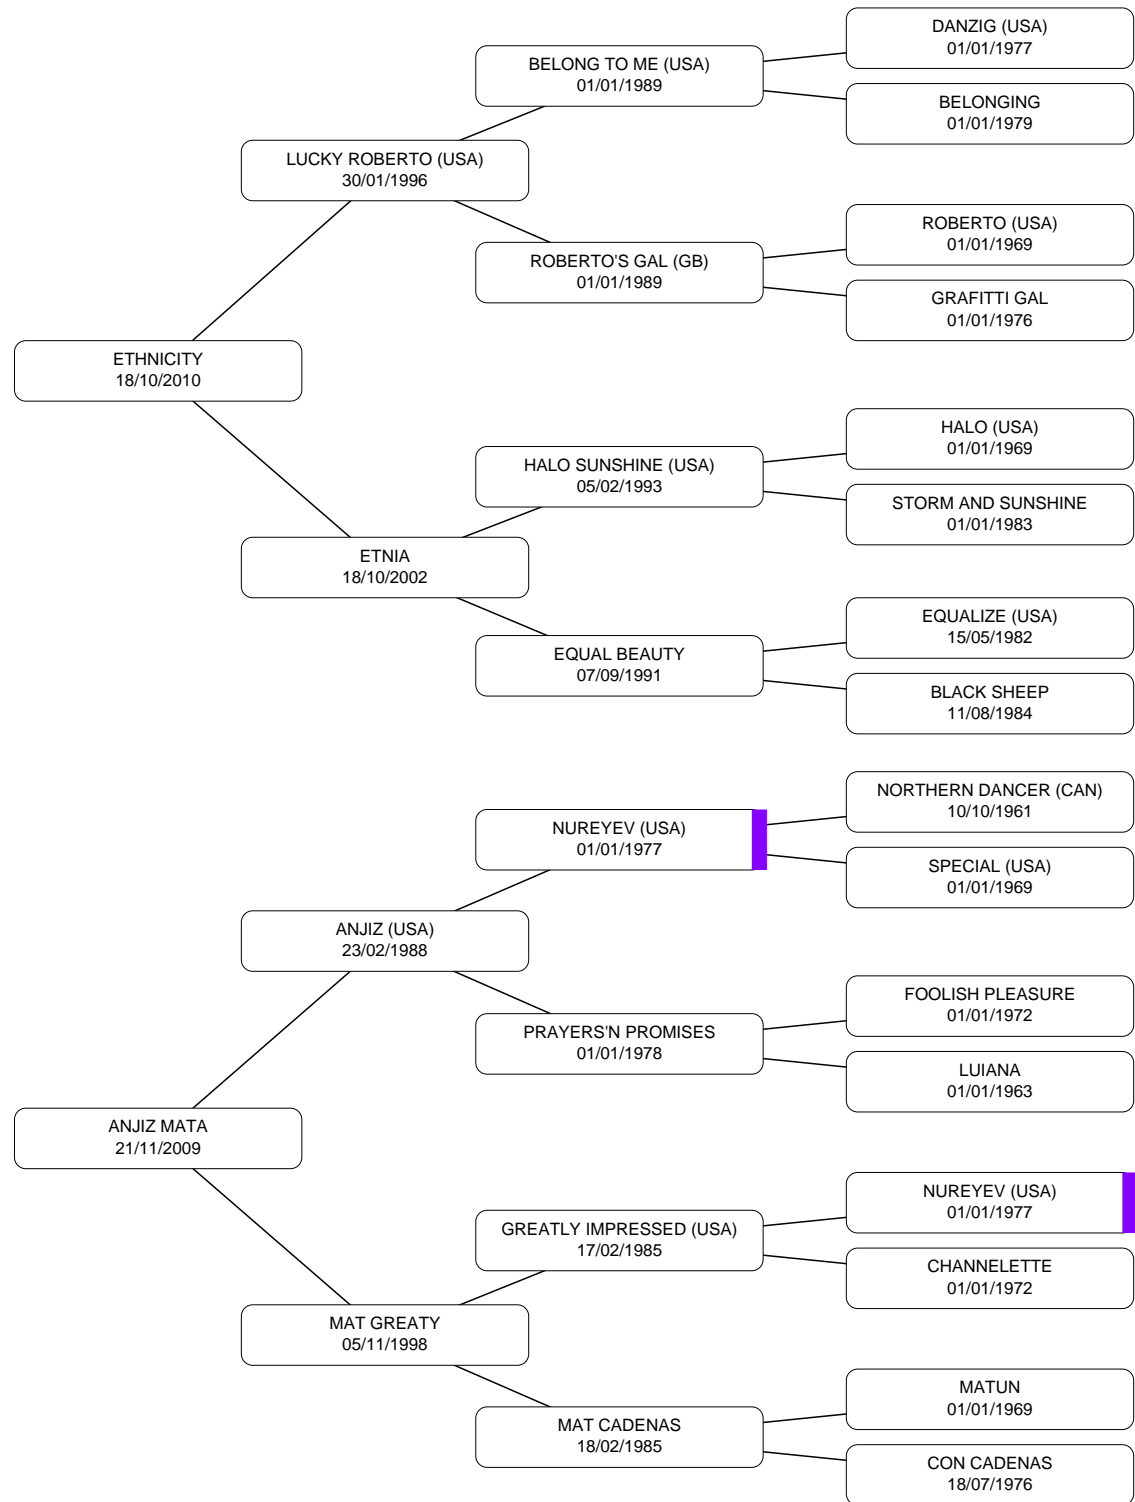 DANZIG (USA)
01/01/1977
BELONG TO ME (USA)
01/01/1989
BELONGING
01/01/1979
LUCKY ROBERTO (USA)
30/01/1996
ROBERTO (USA)
01/01/1969
ROBERTO'S GAL (GB)
01/01/1989
GRAFITTI GAL
01/01/1976
ETHNICITY
18/10/2010
HALO (USA)
01/01/1969
HALO SUNSHINE (USA)
05/02/1993
STORM AND SUNSHINE
01/01/1983
ETNIA
18/10/2002
EQUALIZE (USA)
15/05/1982
EQUAL BEAUTY
07/09/1991
BLACK SHEEP
11/08/1984
NORTHERN DANCER (CAN)
10/10/1961
NUREYEV (USA)
01/01/1977
SPECIAL (USA)
01/01/1969
ANJIZ (USA)
23/02/1988
FOOLISH PLEASURE
01/01/1972
PRAYERS'N PROMISES
01/01/1978
LUIANA
01/01/1963
ANJIZ MATA
21/11/2009
NUREYEV (USA)
01/01/1977
GREATLY IMPRESSED (USA)
17/02/1985
CHANNELETTE
01/01/1972
MAT GREATY
05/11/1998
MATUN
01/01/1969
MAT CADENAS
18/02/1985
CON CADENAS
18/07/1976